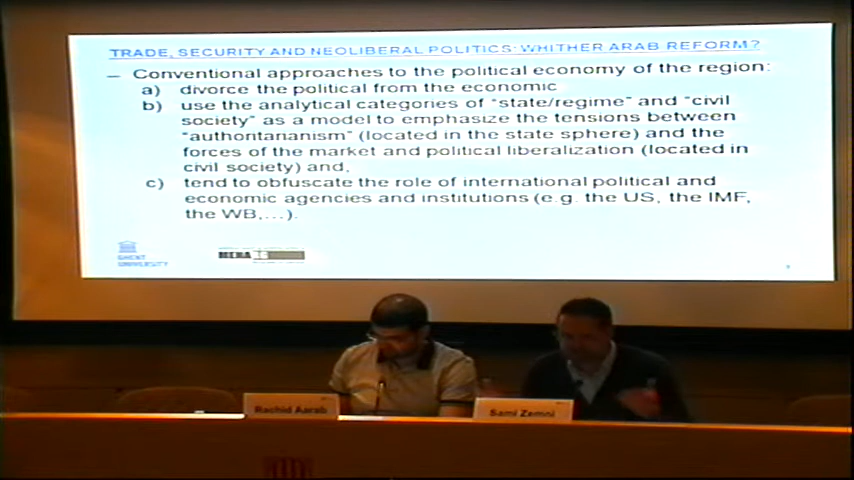 TRADE, SECURITY AND NEOLIBERAL POLITICS: WHITHER ARAB REFORM?
– Conventional approaches to the political economy of the region:
a) divorce the political from the economic
b) use the analytical categories of “state/regime” and “civil
society” as a model to emphasize the tensions between
“authoritarianism” (located in the state sphere) and the
forces of the market and political liberalization (located in
civil society) and,
c) tend to obfuscate the role of international political and
economic agencies and institutions (e.g. the US, the IMF,
the WB,…).
GHENT
UNIVERSITY
MENA
Rachid Aarab
Sami Zemni